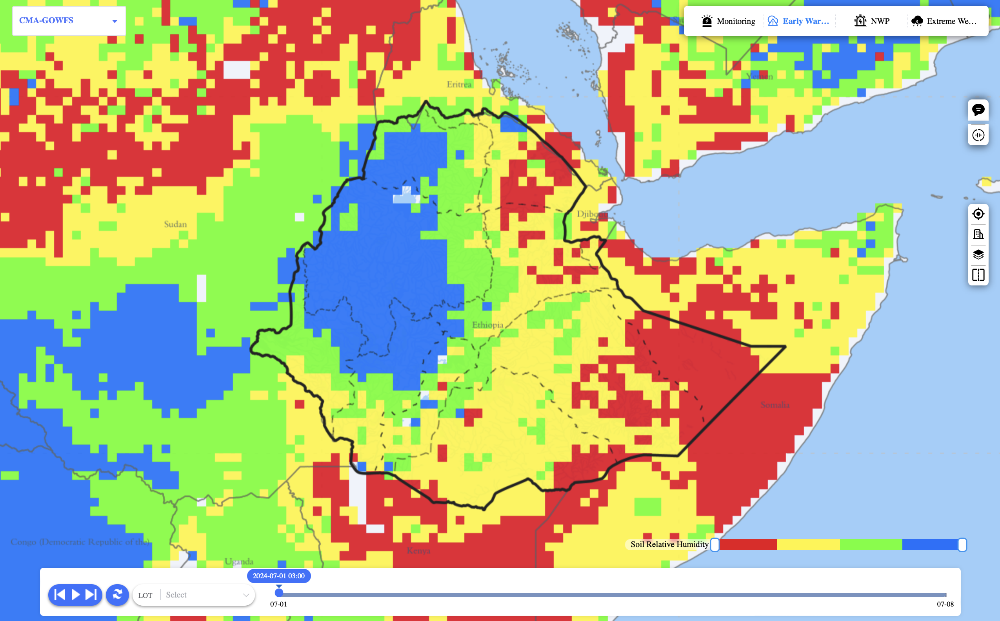 CMA-GOWFS
Monitoring
Early War...
NWP
Extreme We...
Yemen
Eritrea
Sudan
Djibouti
Ethiopia
Somalia
Congo (Democratic Republic of the)
Soil Relative Humidity
Kenya
Uganda
2024-07-01 03:00
LOT
Select
07-01
07-08